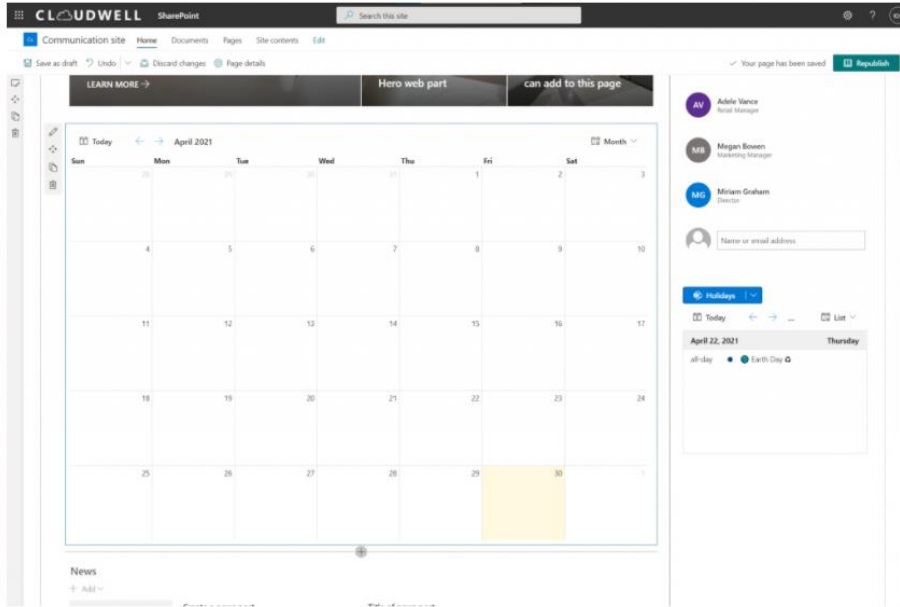 CLOUDWELL SharePoint Search this site ?
Communication site Home Documents Pages Site contents Edit
Save as draft Undo Discard changes Page details Your page has been saved Republish
LEARN MORE → Hero web part can add to this page
Today ← → April 2021 Month
Sun Mon Tue Wed Thu Fri Sat
28 29 30 31 1 2 3
4 5 6 7 8 9 10
11 12 13 14 15 16 17
18 19 20 21 22 23 24
25 26 27 28 29 30 1
News
+ Add
AV Adele Vance
Retail Manager
MB Megan Bowen
Marketing Manager
MG Miriam Graham
Director
Name or email address
Holidays
Today ← → ... List
April 22, 2021 Thursday
all-day Earth Day